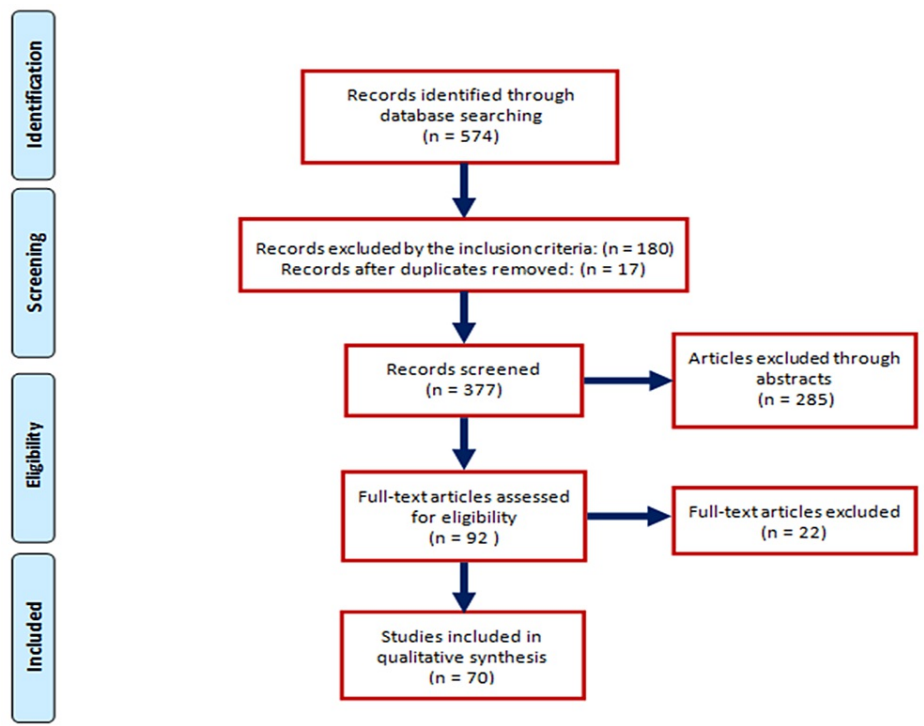 Identification
Records identified through
database searching
(n = 574)
Screening
Records excluded by the inclusion criteria: (n = 180)
Records after duplicates removed: (n = 17)
Records screened
(n = 377)
Articles excluded through
abstracts
(n = 285)
Eligibility
Full-text articles assessed
for eligibility
(n = 92 )
Full-text articles excluded
(n = 22)
Included
Studies included in
qualitative synthesis
(n = 70)